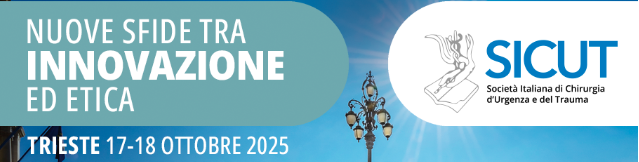 NUOVE SFIDE TRA
INNOVAZIONE
ED ETICA
TRIESTE 17-18 OTTOBRE 2025
SICUT
Società Italiana di Chirurgia
d'Urgenza e del Trauma